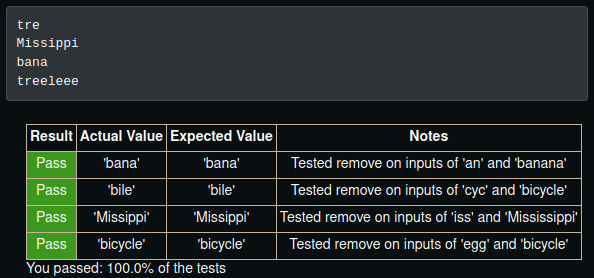 tre
Missippi
bana
treeleee
Result Actual Value Expected Value Notes
Pass 'bana' 'bana' Tested remove on inputs of 'an' and 'banana'
Pass 'bile' 'bile' Tested remove on inputs of 'cyc' and 'bicycle'
Pass 'Missippi' 'Missippi' Tested remove on inputs of 'iss' and 'Mississippi'
Pass 'bicycle' 'bicycle' Tested remove on inputs of 'egg' and 'bicycle'
You passed: 100.0% of the tests